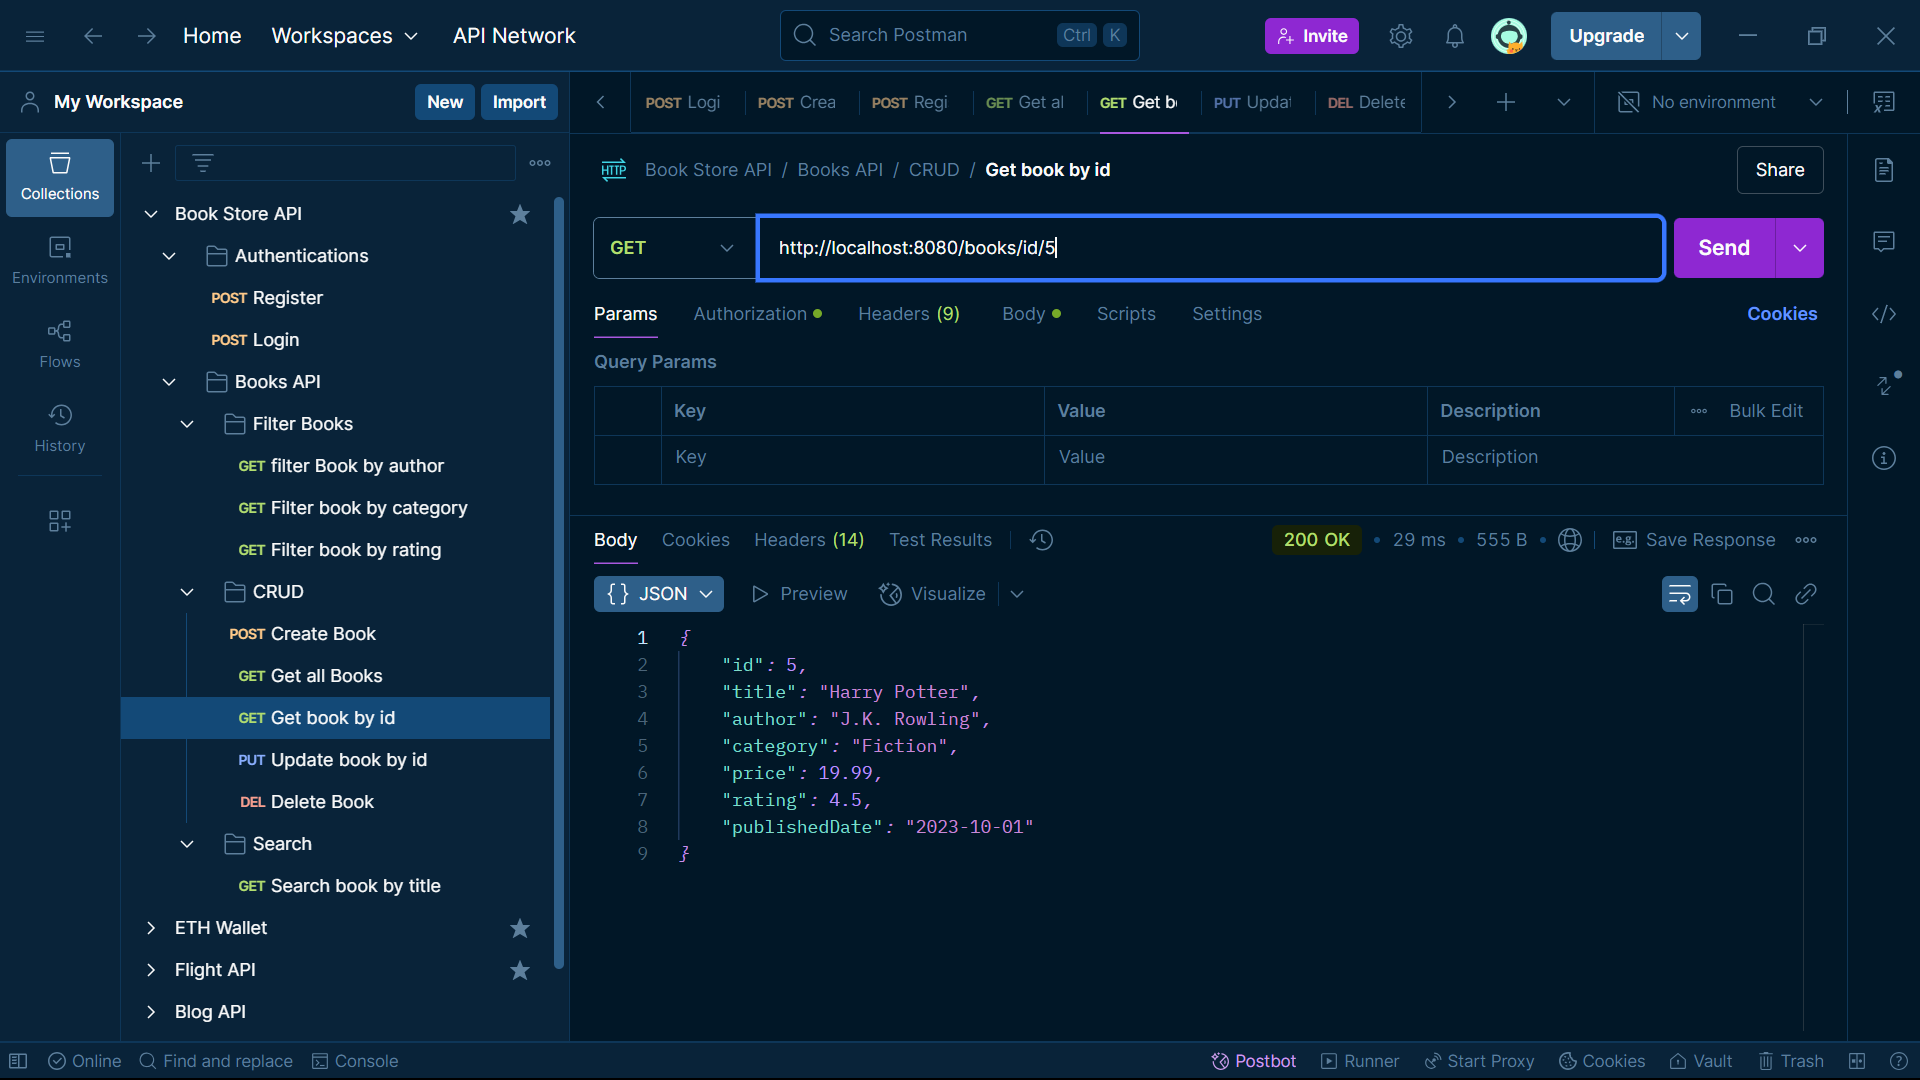 Home Workspaces API Network Search Postman Ctrl K Invite Upgrade
My Workspace New Import
POST Logi POST Crea POST Regi GET Get al GET Get b PUT Updat DEL Delete No environment
Collections
Environments
Flows
History
Book Store API
Authentications
POST Register
POST Login
Books API
Filter Books
GET filter Book by author
GET Filter book by category
GET Filter book by rating
CRUD
POST Create Book
GET Get all Books
GET Get book by id
PUT Update book by id
DEL Delete Book
Search
GET Search book by title
ETH Wallet
Flight API
Blog API
HTTP Book Store API / Books API / CRUD / Get book by id Share
GET http://localhost:8080/books/id/5 Send
Params Authorization Headers (9) Body Scripts Settings Cookies
Query Params
Key Value Description Bulk Edit
Key Value Description
Body Cookies Headers (14) Test Results 200 OK • 29 ms • 555 B • e.g. Save Response
{} JSON Preview Visualize
1 {
2 "id": 5,
3 "title": "Harry Potter",
4 "author": "J.K. Rowling",
5 "category": "Fiction",
6 "price": 19.99,
7 "rating": 4.5,
8 "publishedDate": "2023-10-01"
9 }
Online Find and replace Console Postbot Runner Start Proxy Cookies Vault Trash